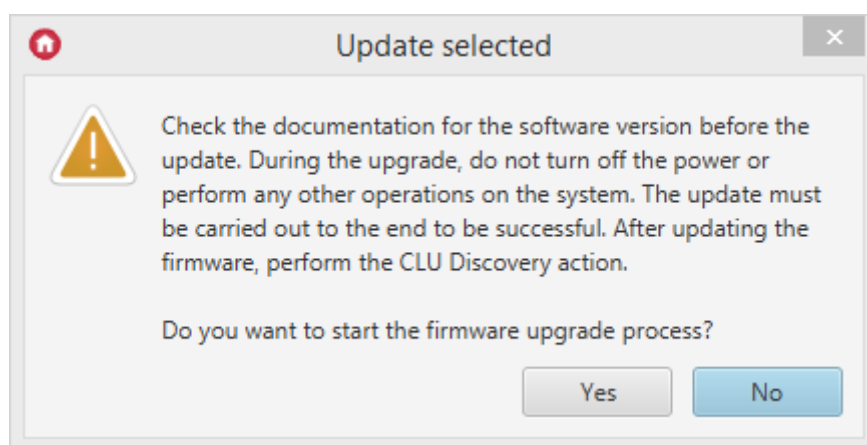 Update selected
Check the documentation for the software version before the
update. During the upgrade, do not turn off the power or
perform any other operations on the system. The update must
be carried out to the end to be successful. After updating the
firmware, perform the CLU Discovery action.
Do you want to start the firmware upgrade process?
Yes No